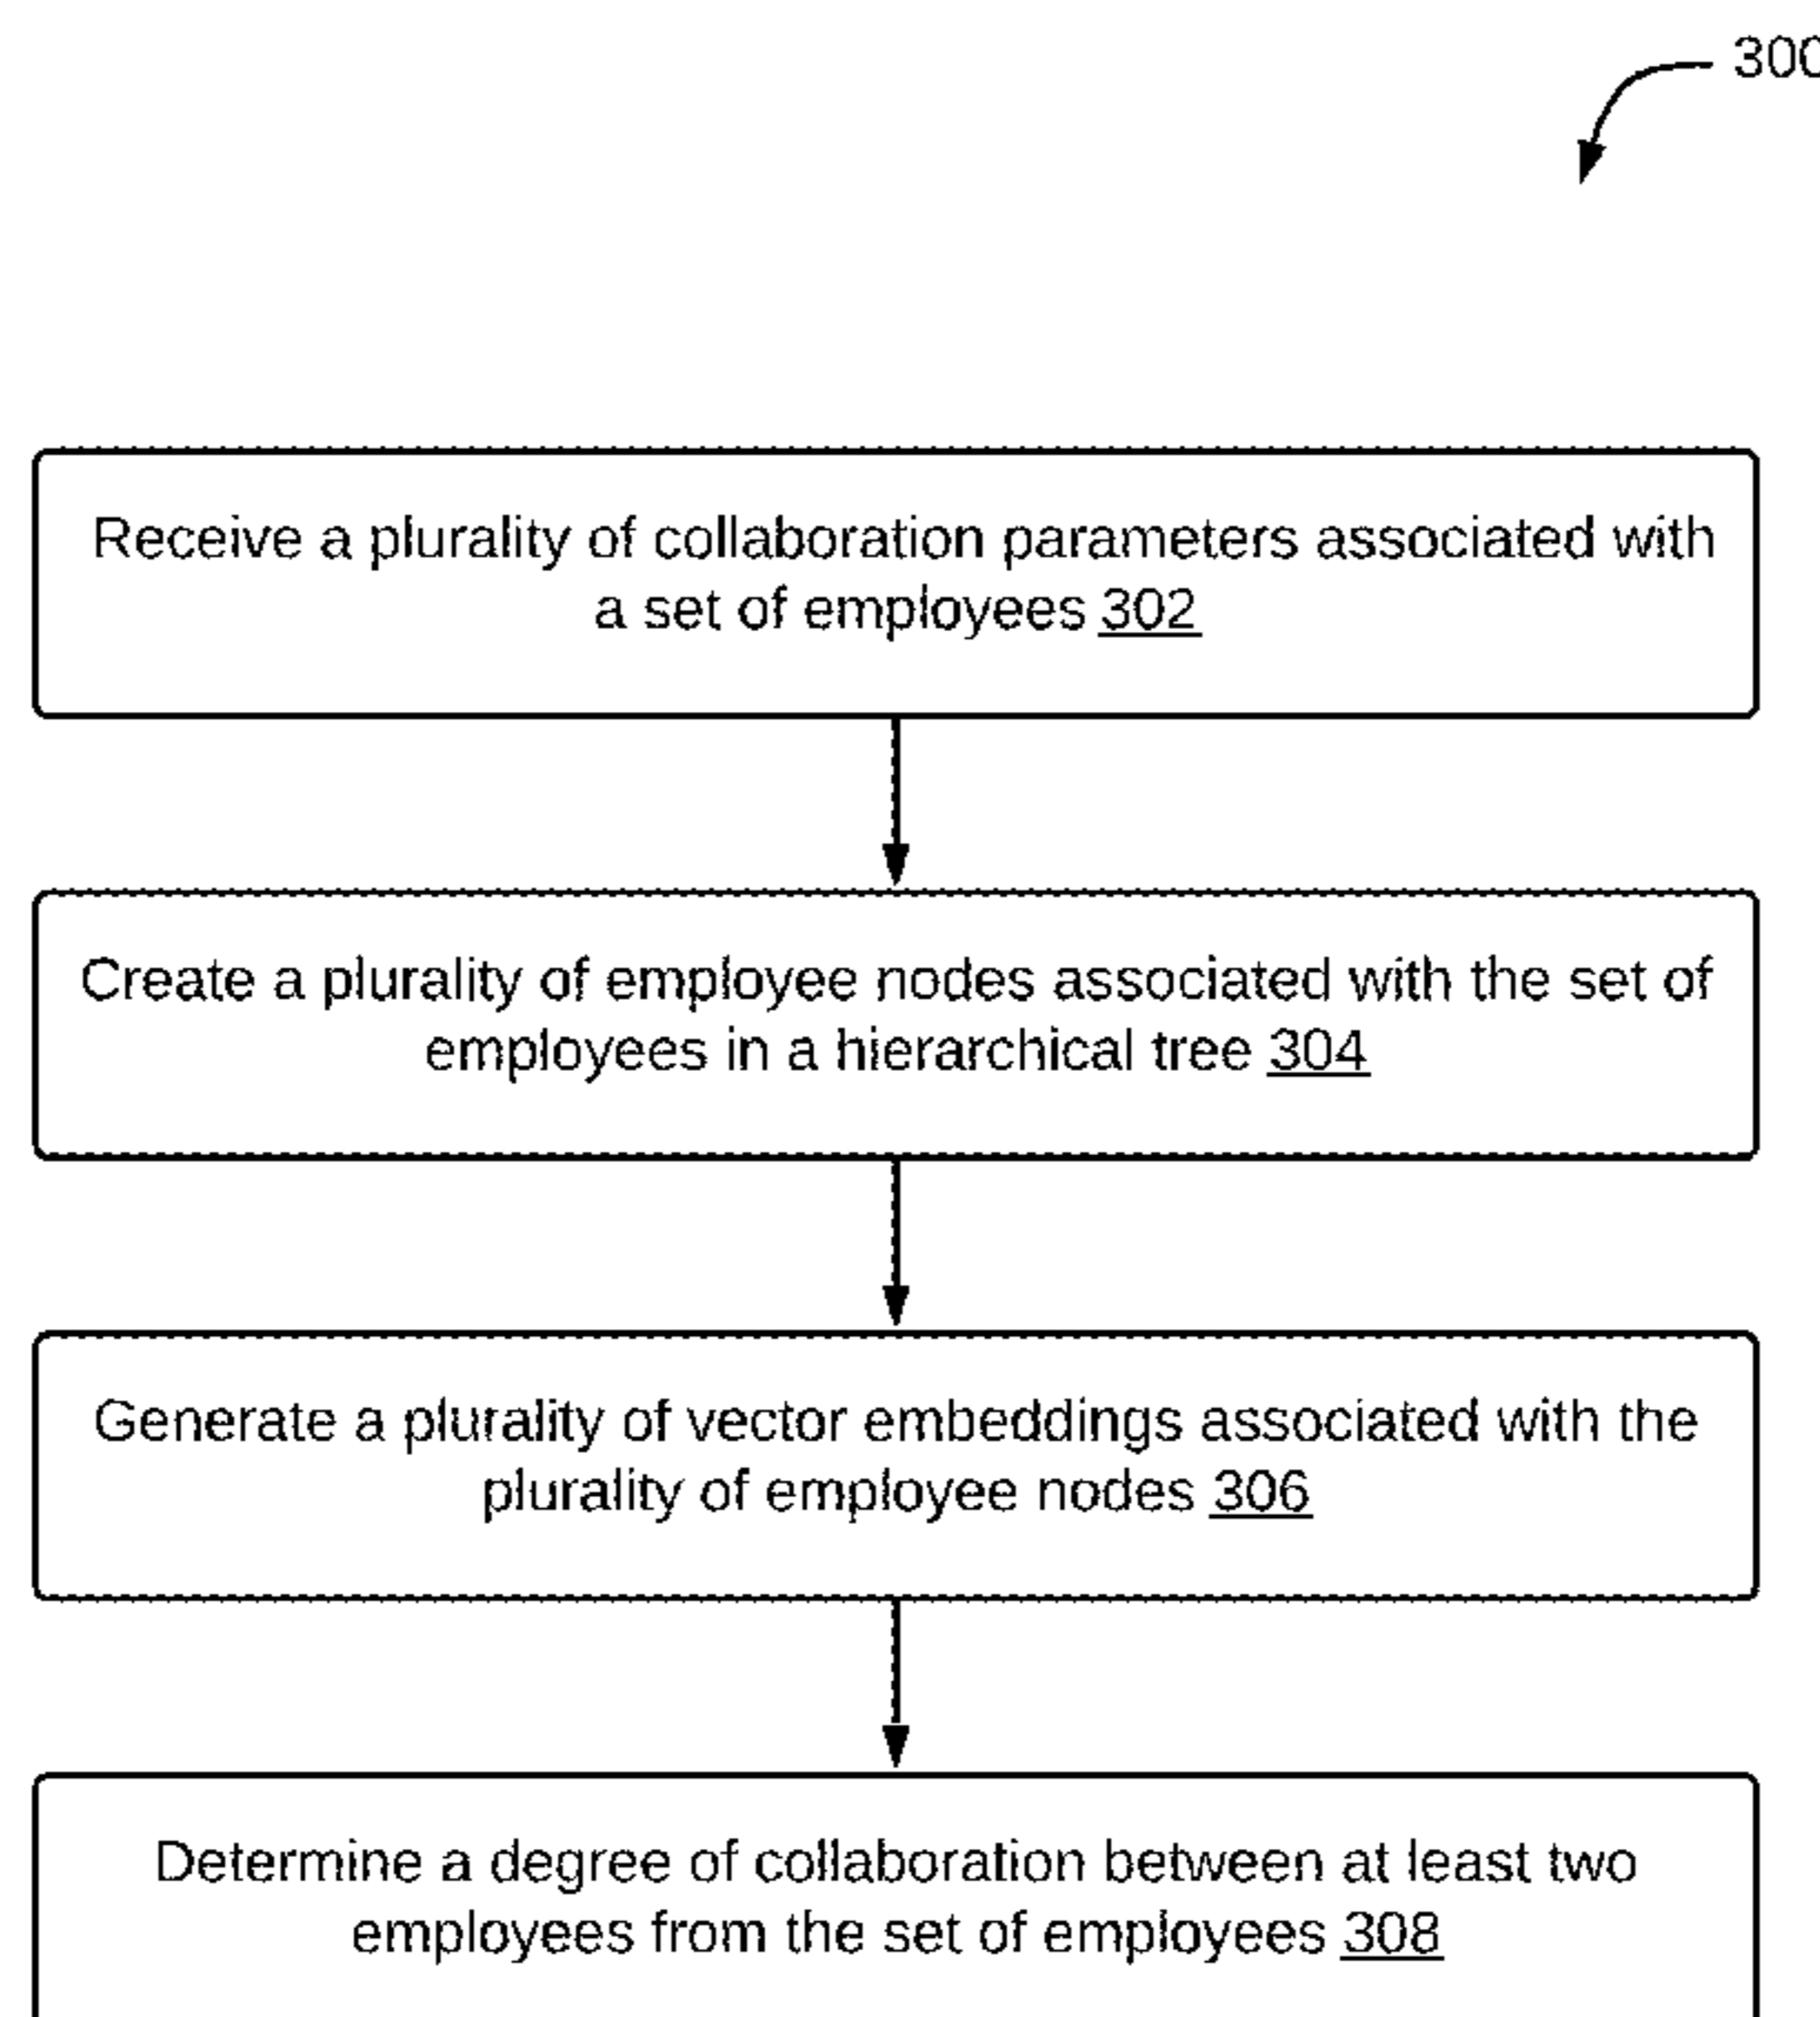 300
Receive a plurality of collaboration parameters associated with
a set of employees 302
Create a plurality of employee nodes associated with the set of
employees in a hierarchical tree 304
Generate a plurality of vector embeddings associated with the
plurality of employee nodes 306
Determine a degree of collaboration between at least two
employees from the set of employees 308